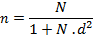 n = N / (1 + N . d²)